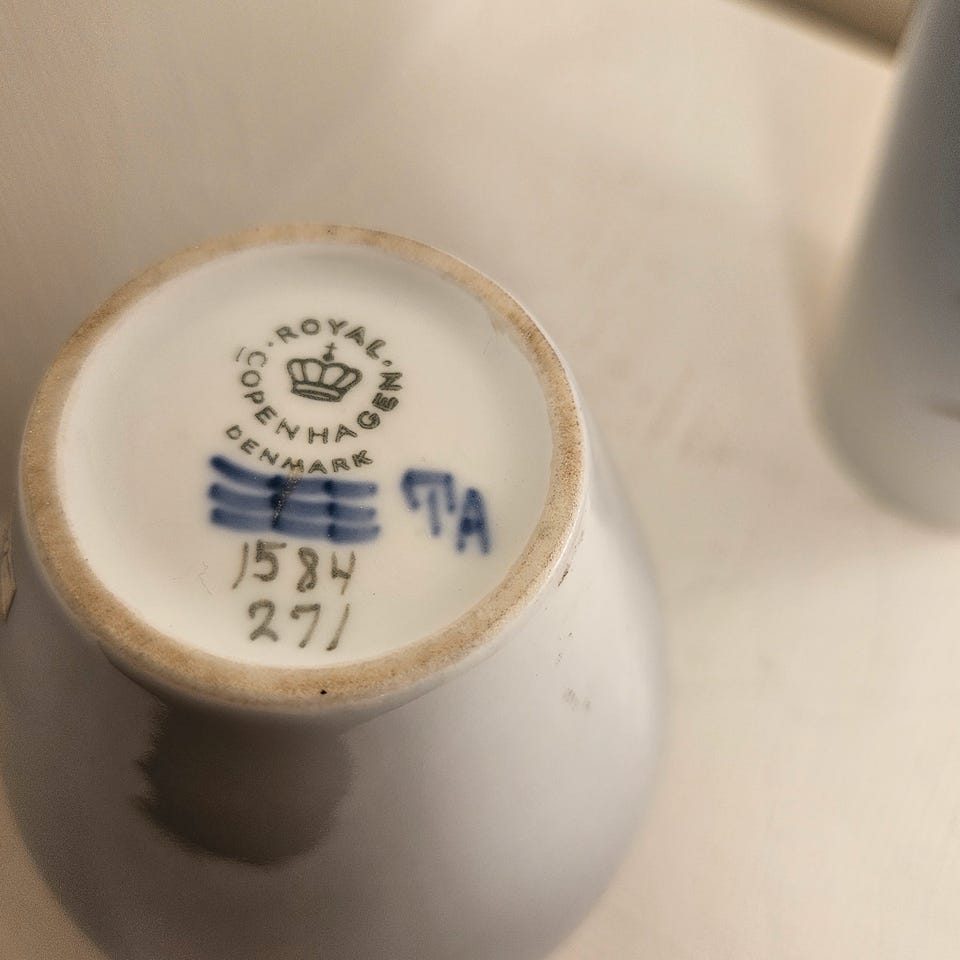 ROYAL
COPENHAGEN
DENMARK
TA
1584
271